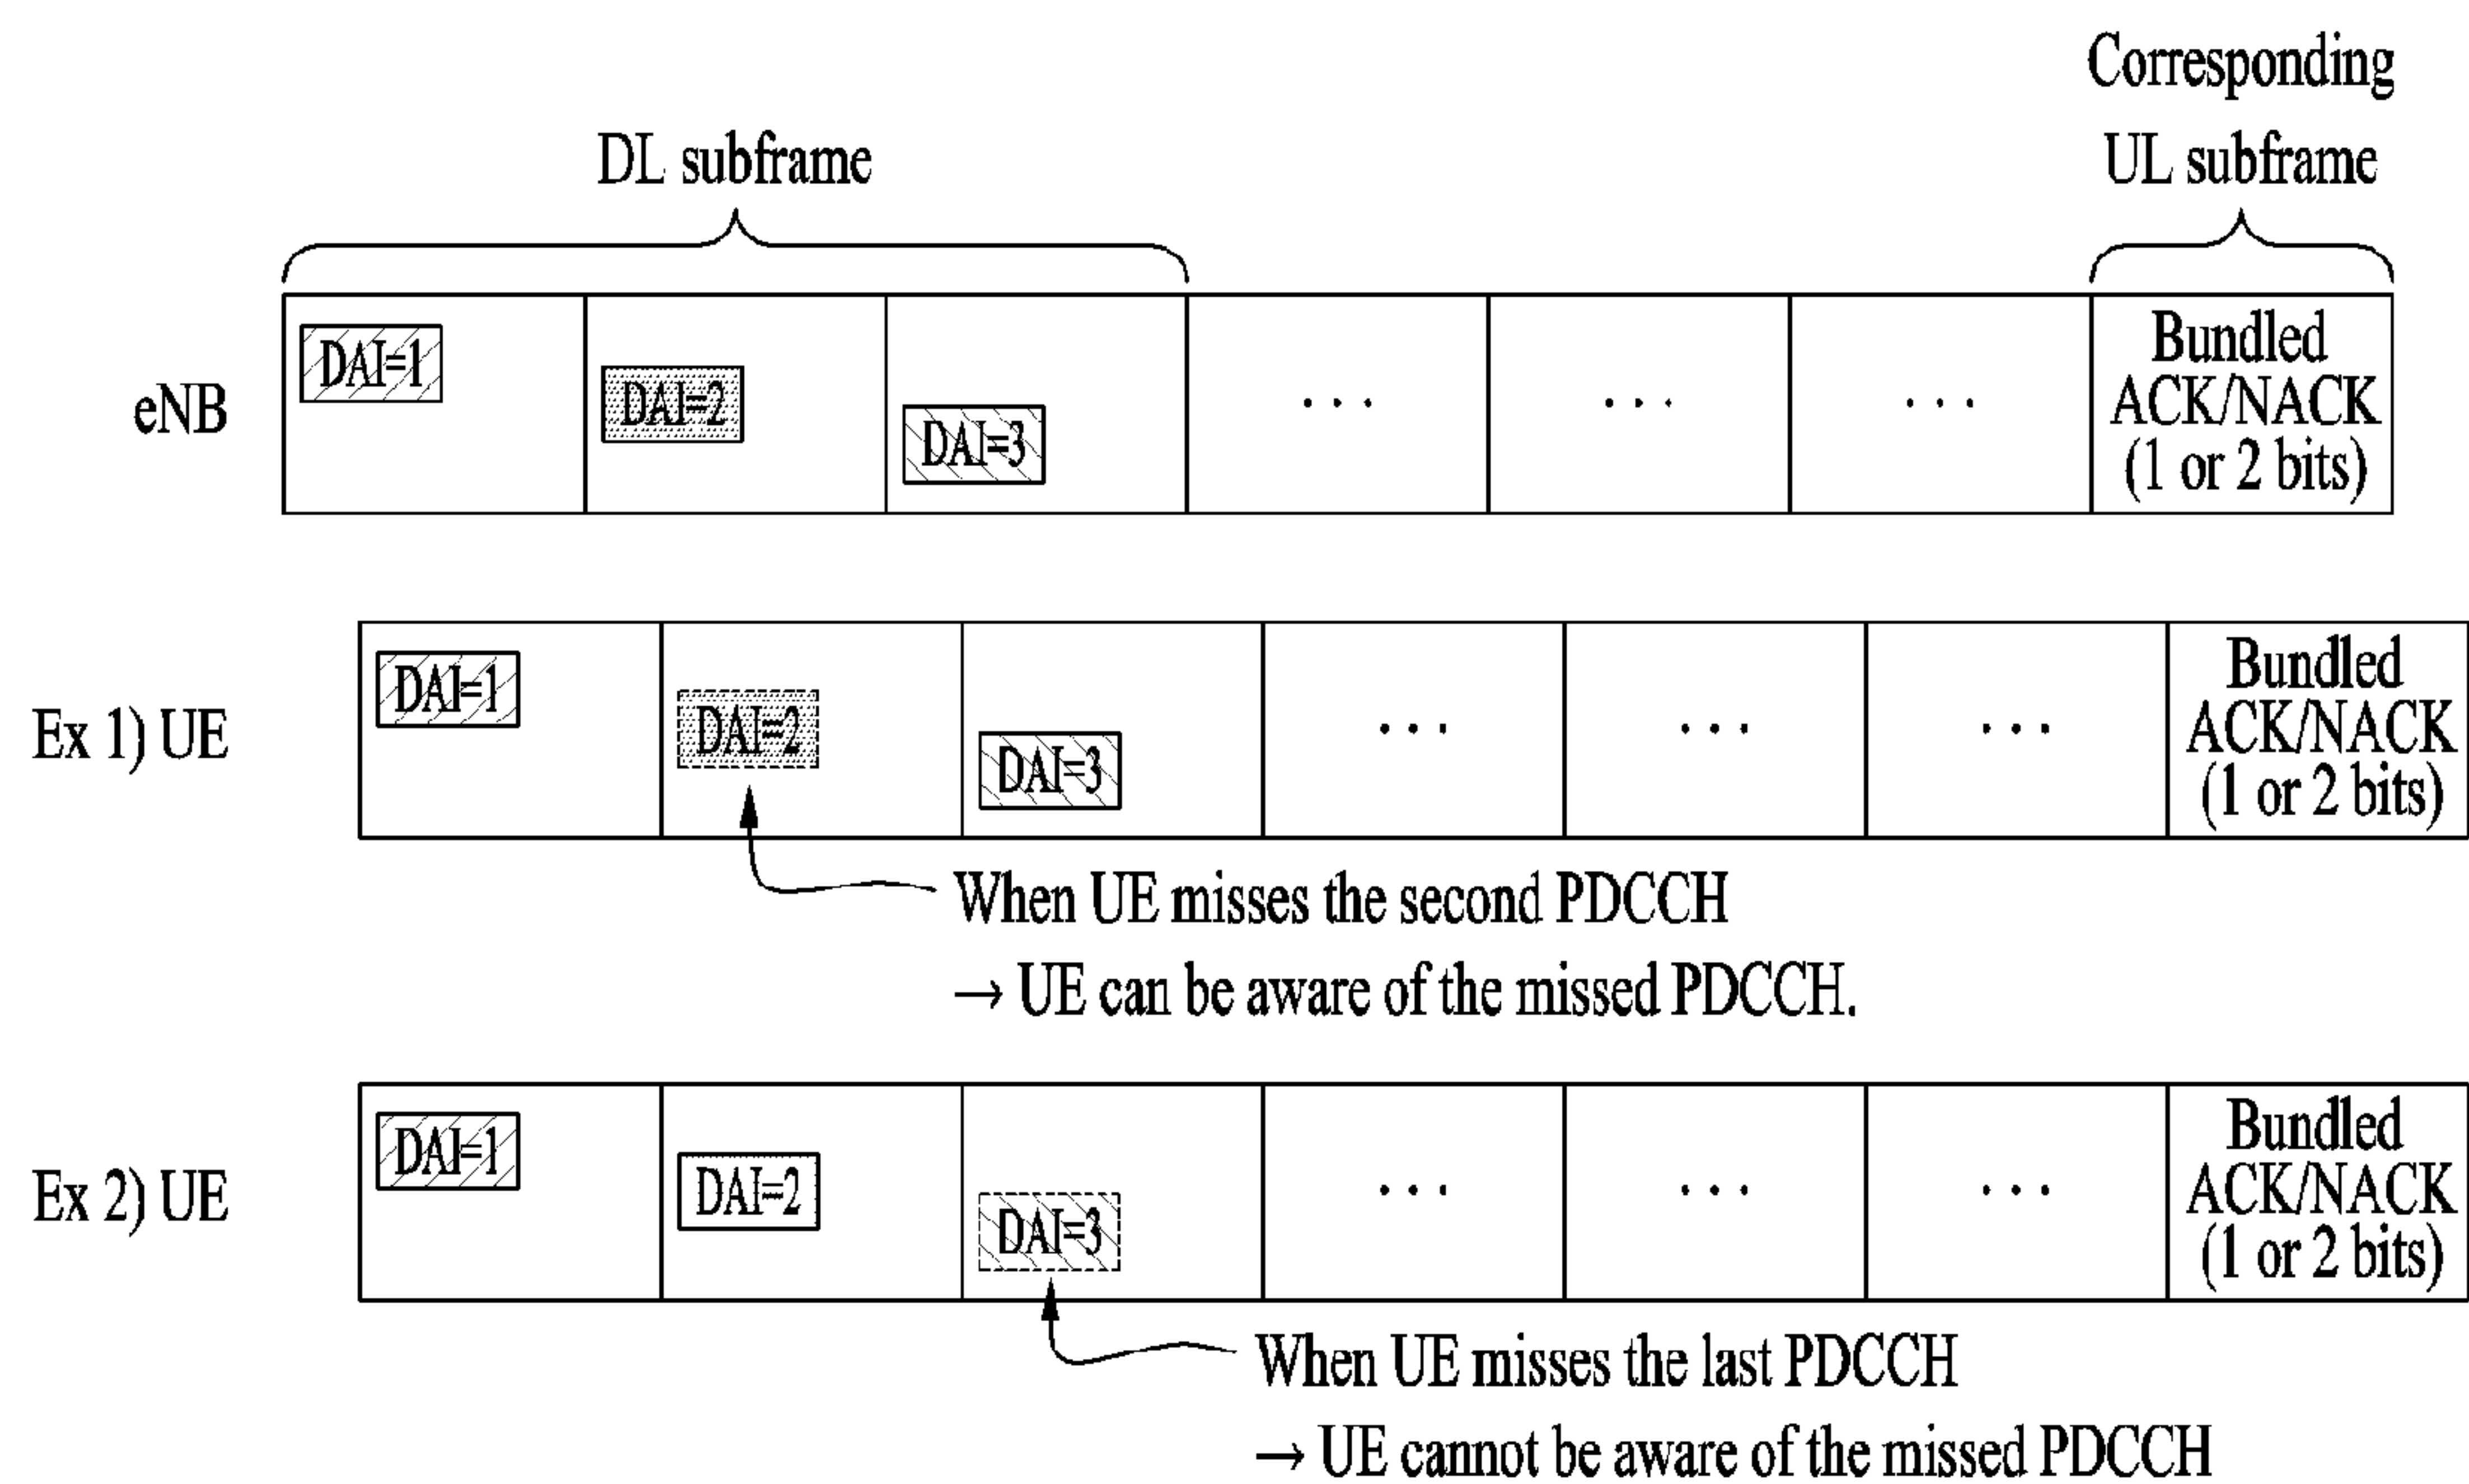 Corresponding
UL subframe
DL subframe
eNB
DAI=1
DAI=2
DAI=3
...
...
...
Bundled
ACK/NACK
(1 or 2 bits)
Ex 1) UE
DAI=1
DAI=2
DAI=3
...
...
...
Bundled
ACK/NACK
(1 or 2 bits)
When UE misses the second PDCCH
→ UE can be aware of the missed PDCCH.
Ex 2) UE
DAI=1
DAI=2
DAI=3
...
...
...
Bundled
ACK/NACK
(1 or 2 bits)
When UE misses the last PDCCH
→ UE cannot be aware of the missed PDCCH